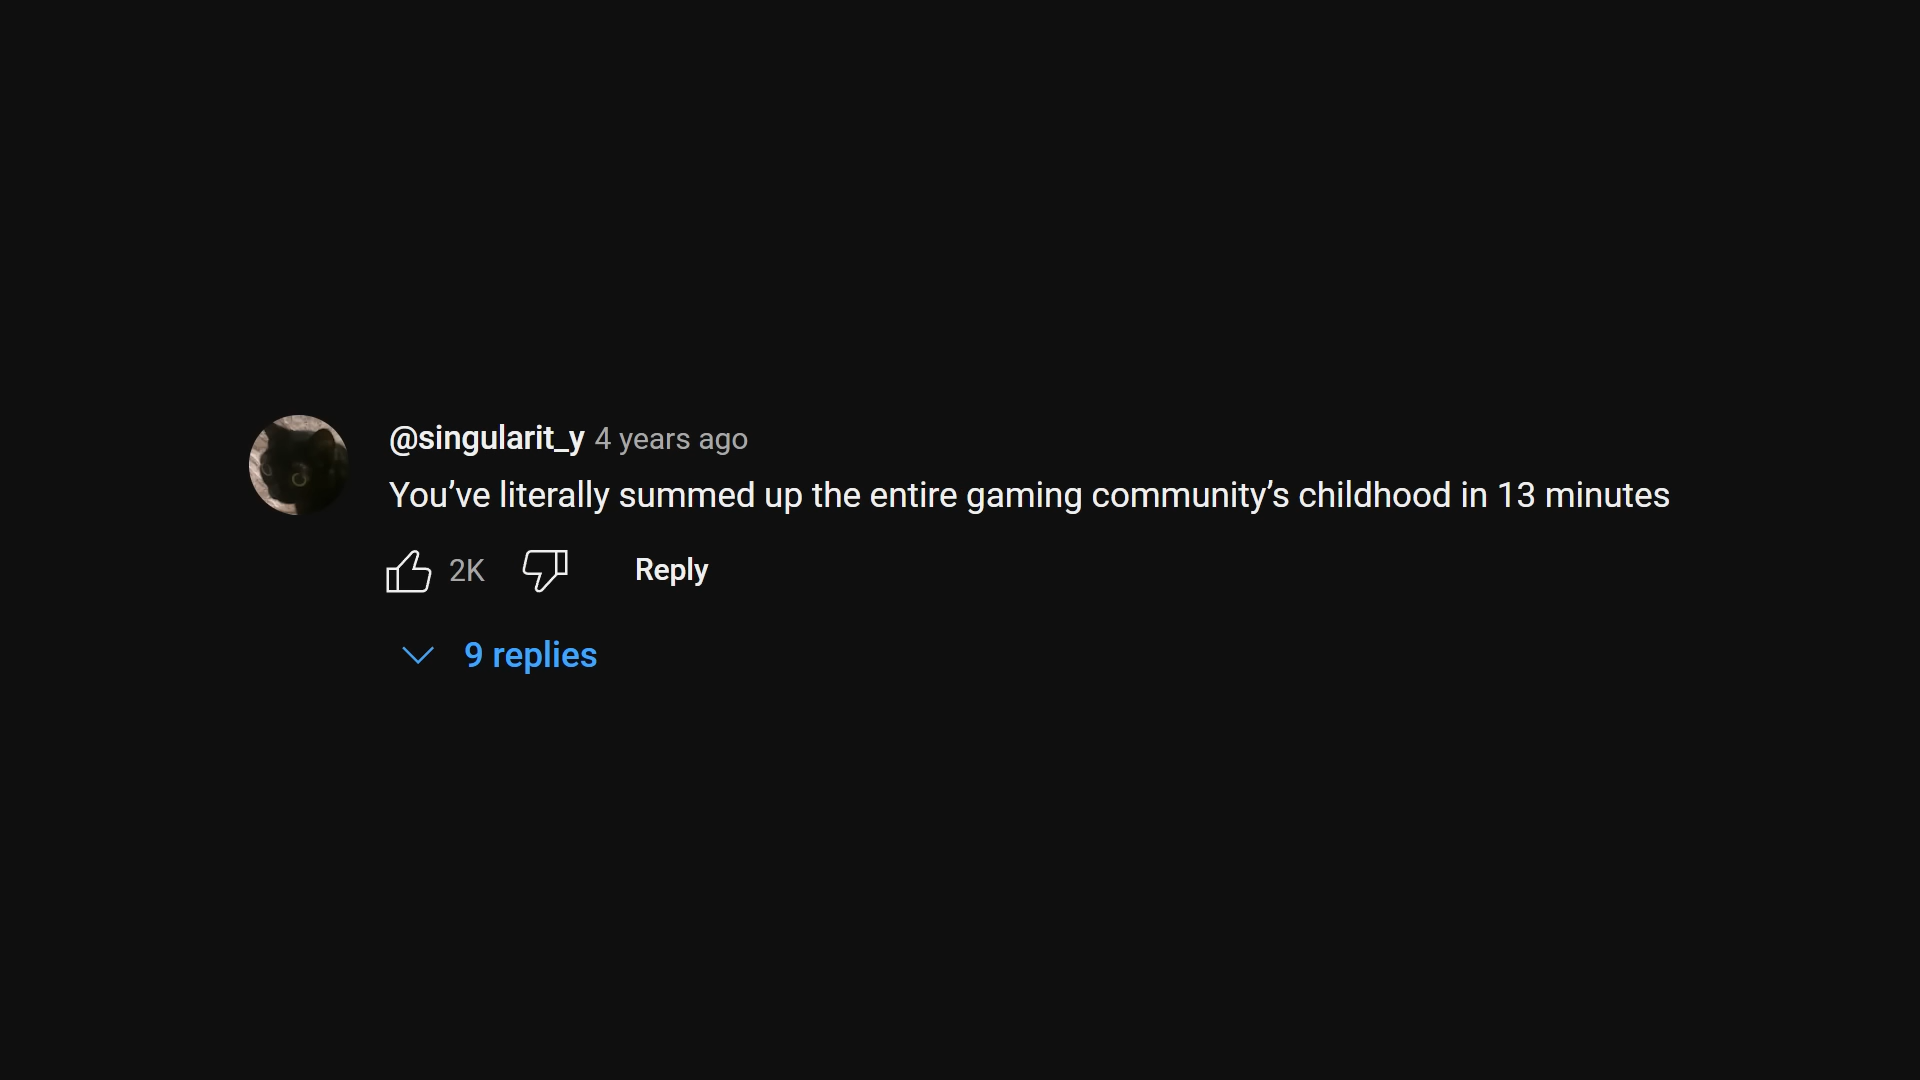 @singularit_y 4 years ago
You’ve literally summed up the entire gaming community’s childhood in 13 minutes
2K Reply
9 replies